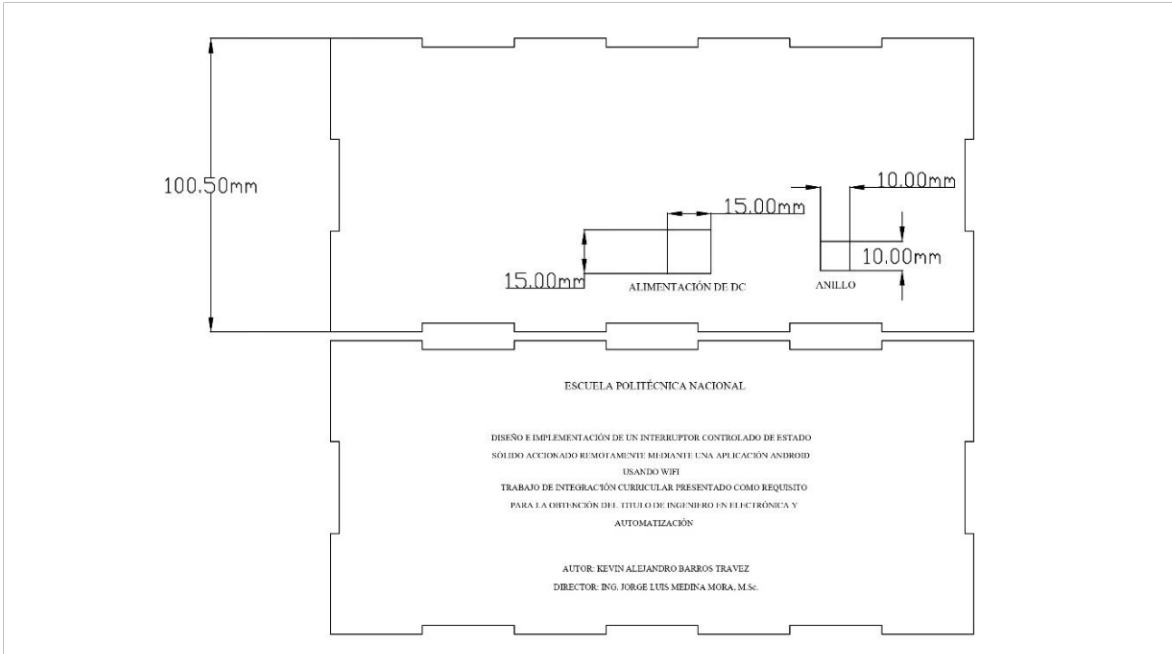 100.50mm
10.00mm
15.00mm
10.00mm
15.00mm
ALIMENTACIÓN DE DC
ANILLO
ESCUELA POLITÉCNICA NACIONAL
DISEÑO E IMPLEMENTACIÓN DE UN INTERRUPTOR CONTROLADO DE ESTADO
SÓLIDO ACCIONADO REMOTAMENTE MEDIANTE UNA APLICACIÓN ANDROID
USANDO WIFI
TRABAJO DE INTEGRACIÓN CURRICULAR PRESENTADO COMO REQUISITO
PARA LA OBTENCIÓN DEL TITULO DE INGENIERO EN ELECTRÓNICA Y
AUTOMATIZACIÓN
AUTOR: KEVIN ALEJANDRO BARROS TRAVEZ
DIRECTOR: ING. JORGE LUIS MEDINA MORA, M.Sc.